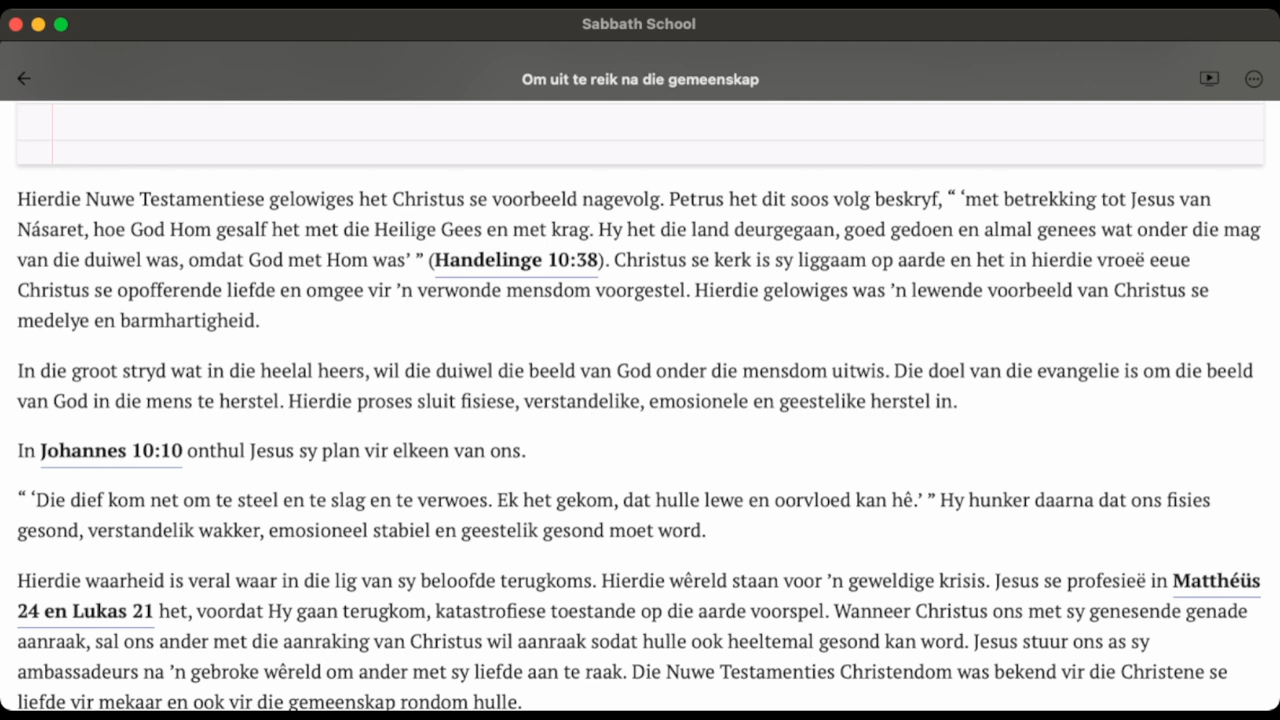 Sabbath School
Om uit te reik na die gemeenskap
Hierdie Nuwe Testamentiese gelowiges het Christus se voorbeeld nagevolg. Petrus het dit soos volg beskryf, “ ‘met betrekking tot Jesus van
Násaret, hoe God Hom gesalf het met die Heilige Gees en met krag. Hy het die land deurgegaan, goed gedoen en almal genees wat onder die mag
van die duiwel was, omdat God met Hom was’ ” (Handelinge 10:38). Christus se kerk is sy liggaam op aarde en het in hierdie vroeë eeue
Christus se opofferende liefde en omgee vir ’n verwonde mensdom voorgestel. Hierdie gelowiges was ’n lewende voorbeeld van Christus se
medelye en barmhartigheid.
In die groot stryd wat in die heelal heers, wil die duiwel die beeld van God onder die mensdom uitwis. Die doel van die evangelie is om die beeld
van God in die mens te herstel. Hierdie proses sluit fisiese, verstandelike, emosionele en geestelike herstel in.
In Johannes 10:10 onthul Jesus sy plan vir elkeen van ons.
“ ‘Die dief kom net om te steel en te slag en te verwoes. Ek het gekom, dat hulle lewe en oorvloed kan hê.’ ” Hy hunker daarna dat ons fisies
gesond, verstandelik wakker, emosioneel stabiel en geestelik gesond moet word.
Hierdie waarheid is veral waar in die lig van sy beloofde terugkoms. Hierdie wêreld staan voor ’n geweldige krisis. Jesus se profesieë in Matthéüs
24 en Lukas 21 het, voordat Hy gaan terugkom, katastrofiese toestande op die aarde voorspel. Wanneer Christus ons met sy genesende genade
aanraak, sal ons ander met die aanraking van Christus wil aanraak sodat hulle ook heeltemal gesond kan word. Jesus stuur ons as sy
ambassadeurs na ’n gebroke wêreld om ander met sy liefde aan te raak. Die Nuwe Testamenties Christendom was bekend vir die Christene se
liefde vir mekaar en ook vir die gemeenskap rondom hulle.